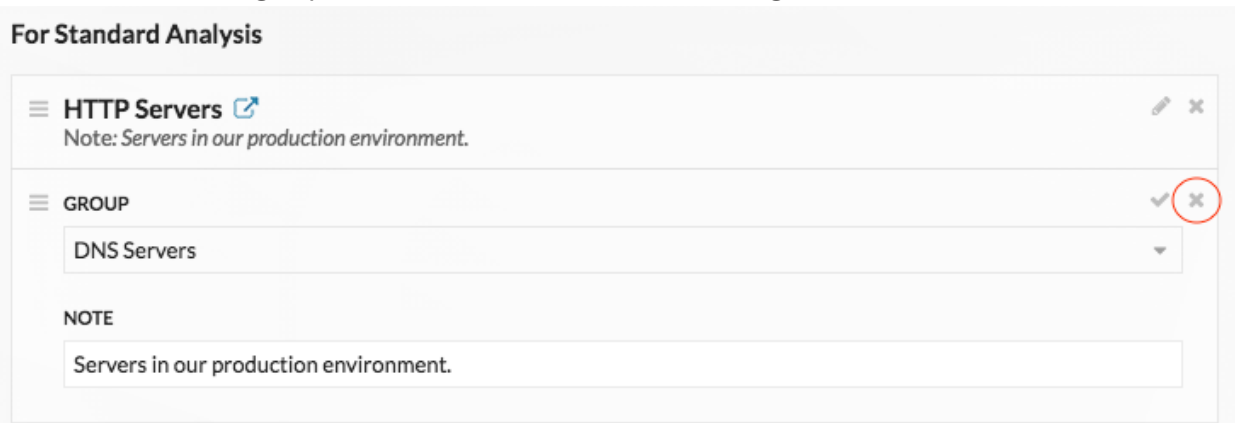 For Standard Analysis
HTTP Servers
Note: Servers in our production environment.
GROUP
DNS Servers
NOTE
Servers in our production environment.